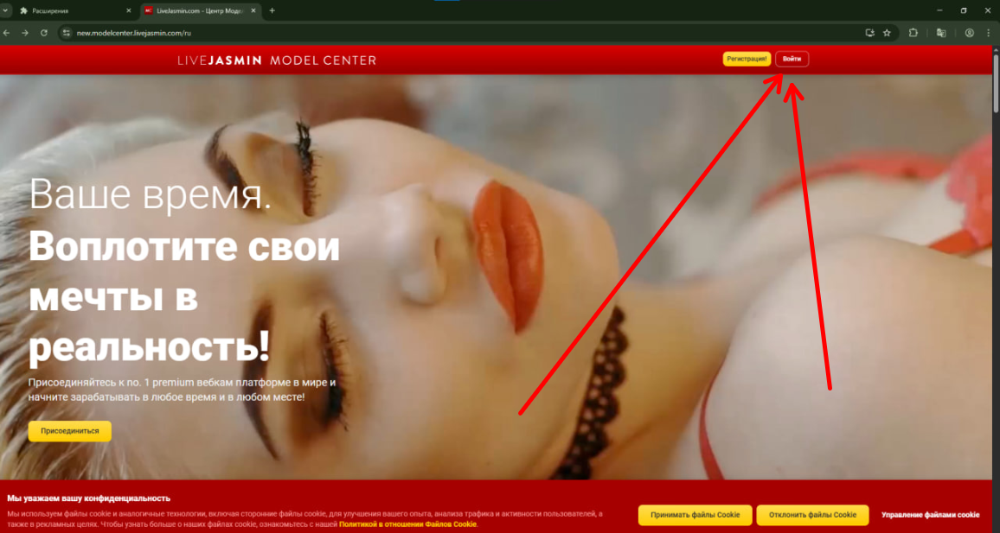 Расширения
LiveJasmin.com – Центр Моде
new.modelcenter.livejasmin.com/ru
LIVEJASMIN MODEL CENTER
Регистрация!
Войти
Ваше время.
Воплотите свои
мечты в
реальность!
Присоединяйтесь к no. 1 premium вебкам платформе в мире и
начните зарабатывать в любое время и в любом месте!
Присоединиться
Мы уважаем вашу конфиденциальность
Мы используем файлы cookie и аналогичные технологии, включая сторонние файлы cookie, для улучшения вашего опыта, анализа трафика и активности пользователей, а
также в рекламных целях. Чтобы узнать больше о наших файлах cookie, ознакомьтесь с нашей Политикой в отношении Файлов Cookie.
Принимать файлы Cookie
Отклонить файлы Cookie
Управление файлами cookie